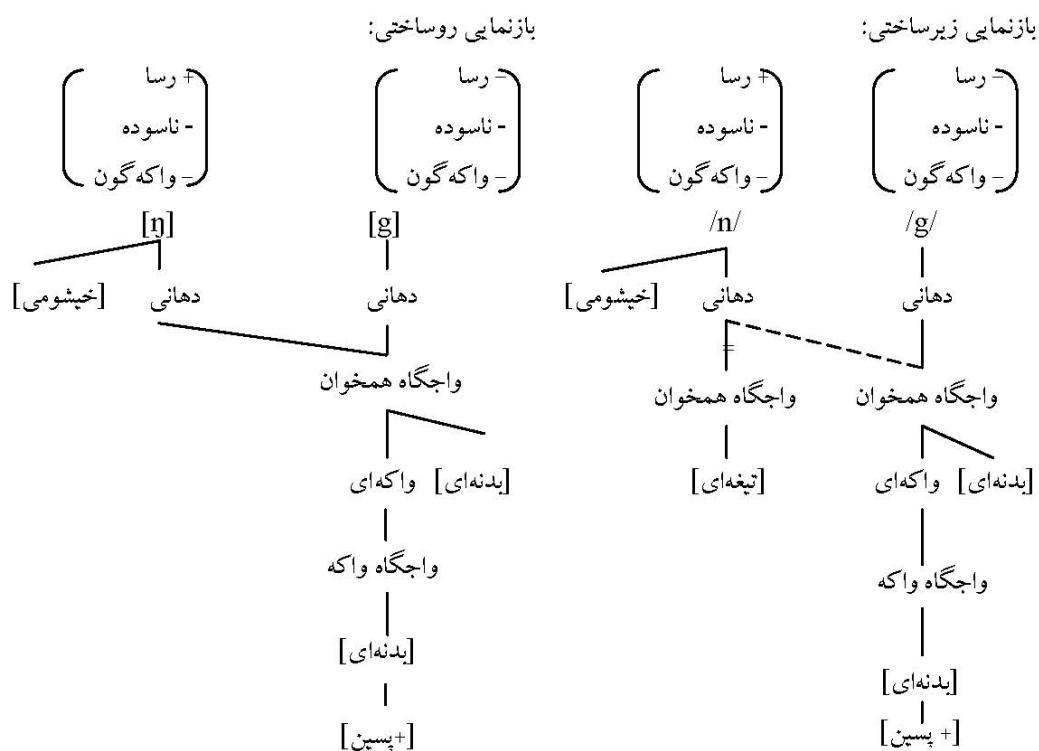 بازنمایی زیرساختی: بازنمایی روساختی:
– رسا + رسا – رسا + رسا
- ناسوده - ناسوده - ناسوده - ناسوده
– واکه‌گون – واکه‌گون – واکه‌گون – واکه‌گون
/g/ /n/ [g] [ŋ]
دهانی دهانی [خیشومی] دهانی دهانی [خیشومی]
=
واجگاه همخوان واجگاه همخوان واجگاه همخوان
[بدنه‌ای] واکه‌ای [تیغه‌ای] [بدنه‌ای] واکه‌ای
واجگاه واکه واجگاه واکه
[بدنه‌ای] [بدنه‌ای]
[+ پسین] [+پسین]